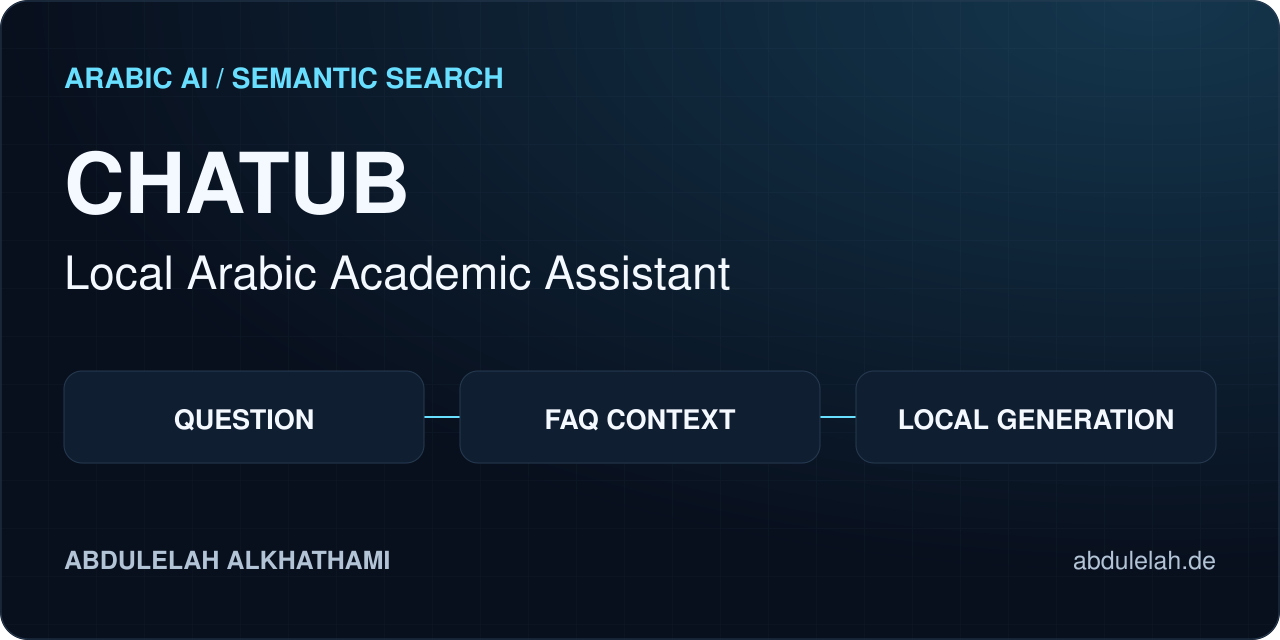 ARABIC AI / SEMANTIC SEARCH
CHATUB
Local Arabic Academic Assistant
QUESTION
FAQ CONTEXT
LOCAL GENERATION
ABDULELAH ALKHATHAMI
abdulelah.de